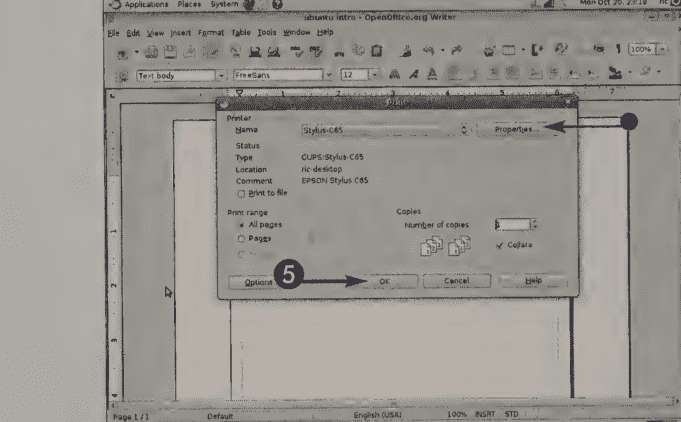 Applications Places System
Mon Oct 20, 23:19 ric
ubuntu intro - OpenOffice.org Writer
File Edit View Insert Format Table Tools Window Help
100%
Text body FreeSans 12
Printer
Name Stylus-C65 Properties...
Status
Type CUPS:Stylus-C65
Location ric-desktop
Comment EPSON Stylus C65
Print to file
Print range Copies
All pages Number of copies 1
Pages
Collate
Options 5 OK Cancel Help
Page 1 / 1 Default English (USA) 100% INSRT STD